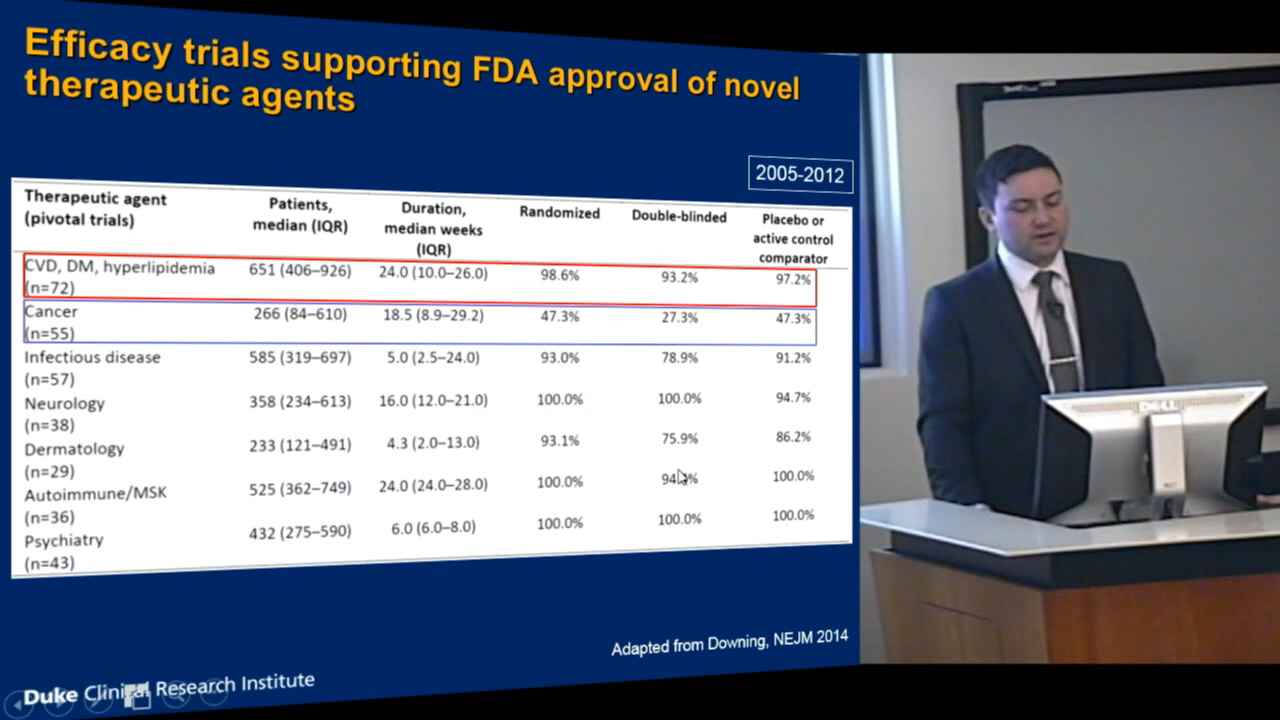 Efficacy trials supporting FDA approval of novel
therapeutic agents
2005-2012
Therapeutic agent (pivotal trials) Patients, median (IQR) Duration, median weeks (IQR) Randomized Double-blinded Placebo or active control comparator
CVD, DM, hyperlipidemia (n=72) 651 (406–926) 24.0 (10.0–26.0) 98.6% 93.2% 97.2%
Cancer (n=55) 266 (84–610) 18.5 (8.9–29.2) 47.3% 27.3% 47.3%
Infectious disease (n=57) 585 (319–697) 5.0 (2.5–24.0) 93.0% 78.9% 91.2%
Neurology (n=38) 358 (234–613) 16.0 (12.0–21.0) 100.0% 100.0% 94.7%
Dermatology (n=29) 233 (121–491) 4.3 (2.0–13.0) 93.1% 75.9% 86.2%
Autoimmune/MSK (n=36) 525 (362–749) 24.0 (24.0–28.0) 100.0% 100.0%
Psychiatry (n=43) 432 (275–590) 6.0 (6.0–8.0) 100.0% 100.0% 100.0%
Adapted from Downing, NEJM 2014
Duke Clinical Research Institute
DELL